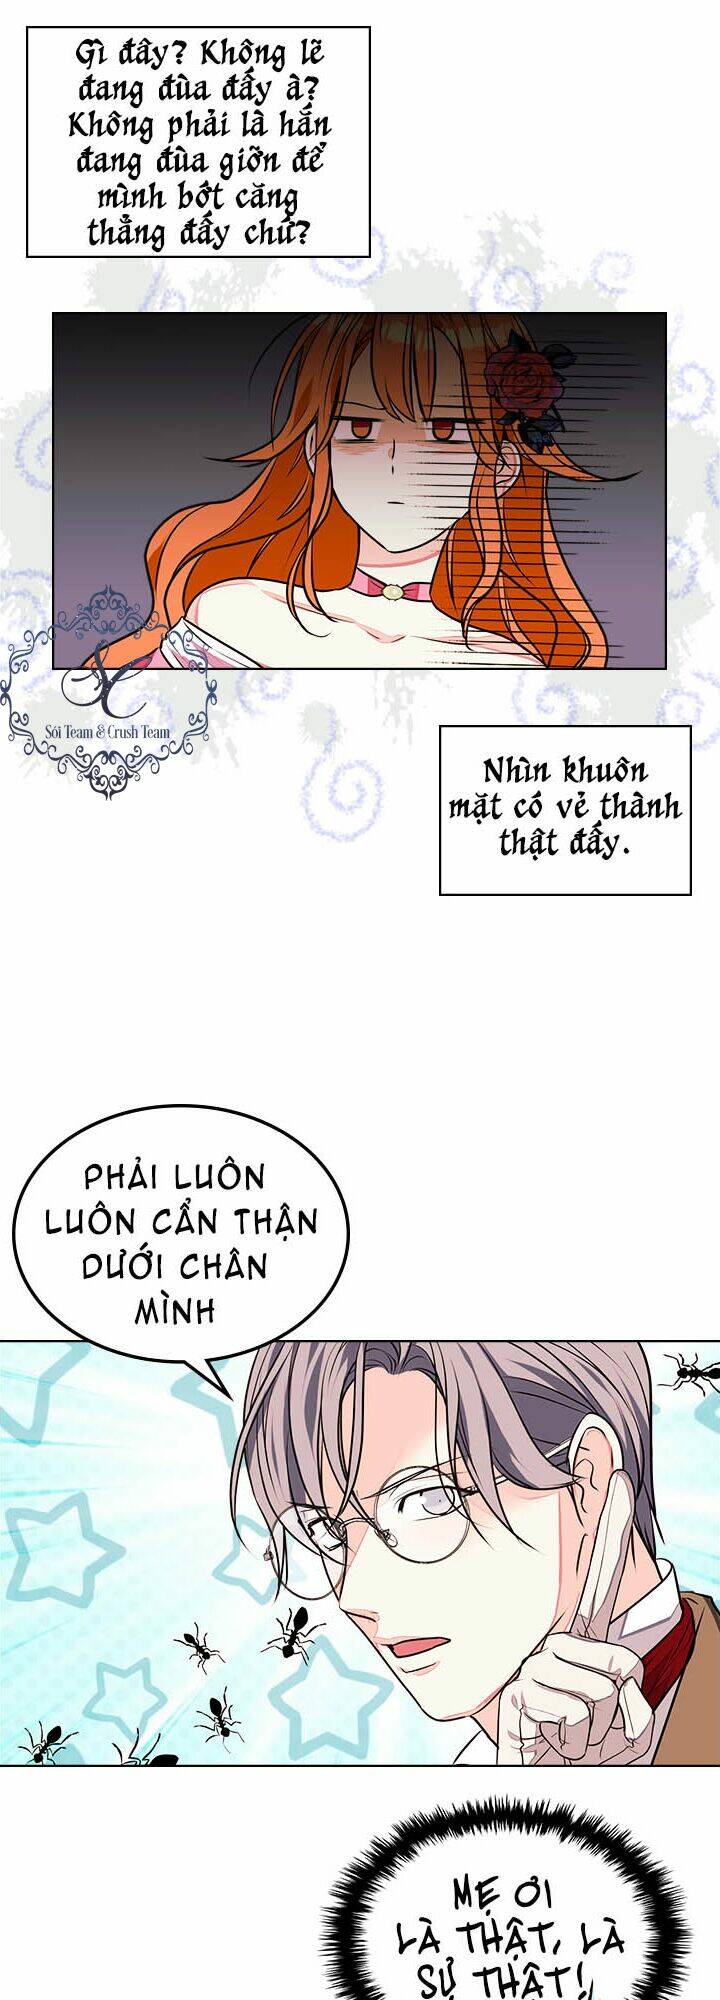 Gì đây? Không lẽ
đang đùa đấy à?
Không phải là hắn
đang đùa giỡn để
mình bớt căng
thẳng đấy chứ?
Sói Team & Crush Team
Nhìn khuôn
mặt có vẻ thành
thật đấy.
PHẢI LUÔN
LUÔN CẨN THẬN
DƯỚI CHÂN
MÌNH
MẸ ƠI
LÀ THẬT, LÀ
SỰ THẬT!